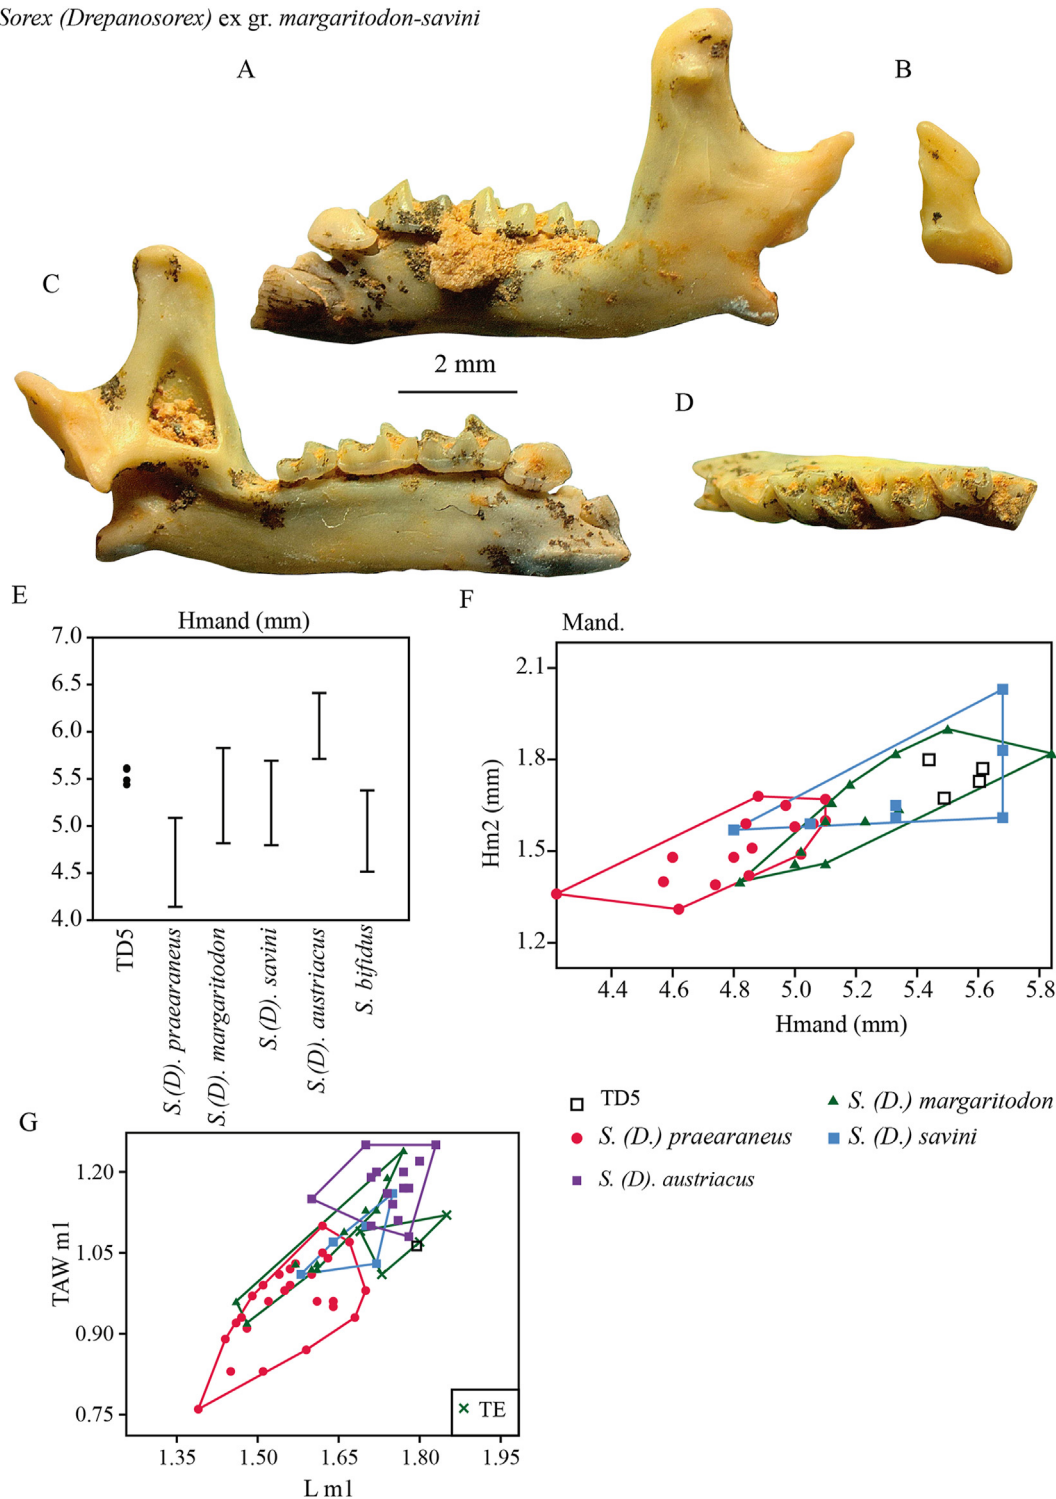 Sorex (Drepanosorex) ex gr. margaritodon-savini
A
B
C
2 mm
D
E
Hmand (mm)
7.0
6.5
6.0
5.5
5.0
4.5
4.0
TD5
S.(D). praearaneus
S.(D). margaritodon
S.(D). savini
S.(D). austriacus
S. bifidus
F
Mand.
Hm2 (mm)
2.1
1.8
1.5
1.2
4.4 4.6 4.8 5.0 5.2 5.4 5.6 5.8
Hmand (mm)
TD5
S. (D.) praearaneus
S. (D). austriacus
S. (D.) margaritodon
S. (D.) savini
G
TAW m1
1.20
1.05
0.90
0.75
TE
1.35 1.50 1.65 1.80 1.95
L m1